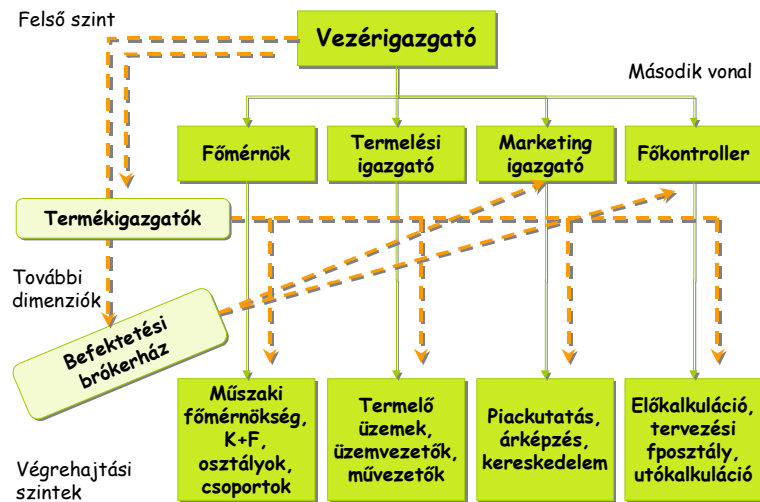 Felső szint
Vezérigazgató
Második vonal
Főmérnök
Termelési
igazgató
Marketing
igazgató
Főkontroller
Termékigazgatók
További
dimenziók
Befektetési
brókerház
Műszaki
főmérnökség,
K+F,
osztályok,
csoportok
Termelő
üzemek,
üzemvezetők,
művezetők
Piackutatás,
árképzés,
kereskedelem
Előkalkuláció,
tervezési
fposztály,
utókalkuláció
Végrehajtási
szintek